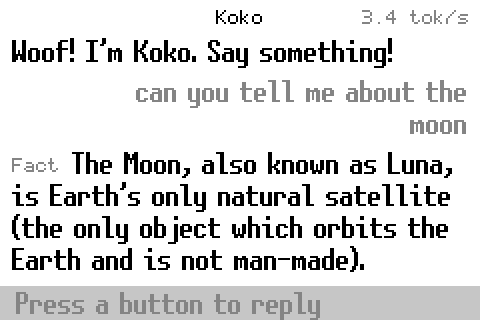 Koko 3.4 tok/s
Woof! I'm Koko. Say something!
can you tell me about the
moon
Fact The Moon, also known as Luna,
is Earth's only natural satellite
(the only object which orbits the
Earth and is not man-made).
Press a button to reply